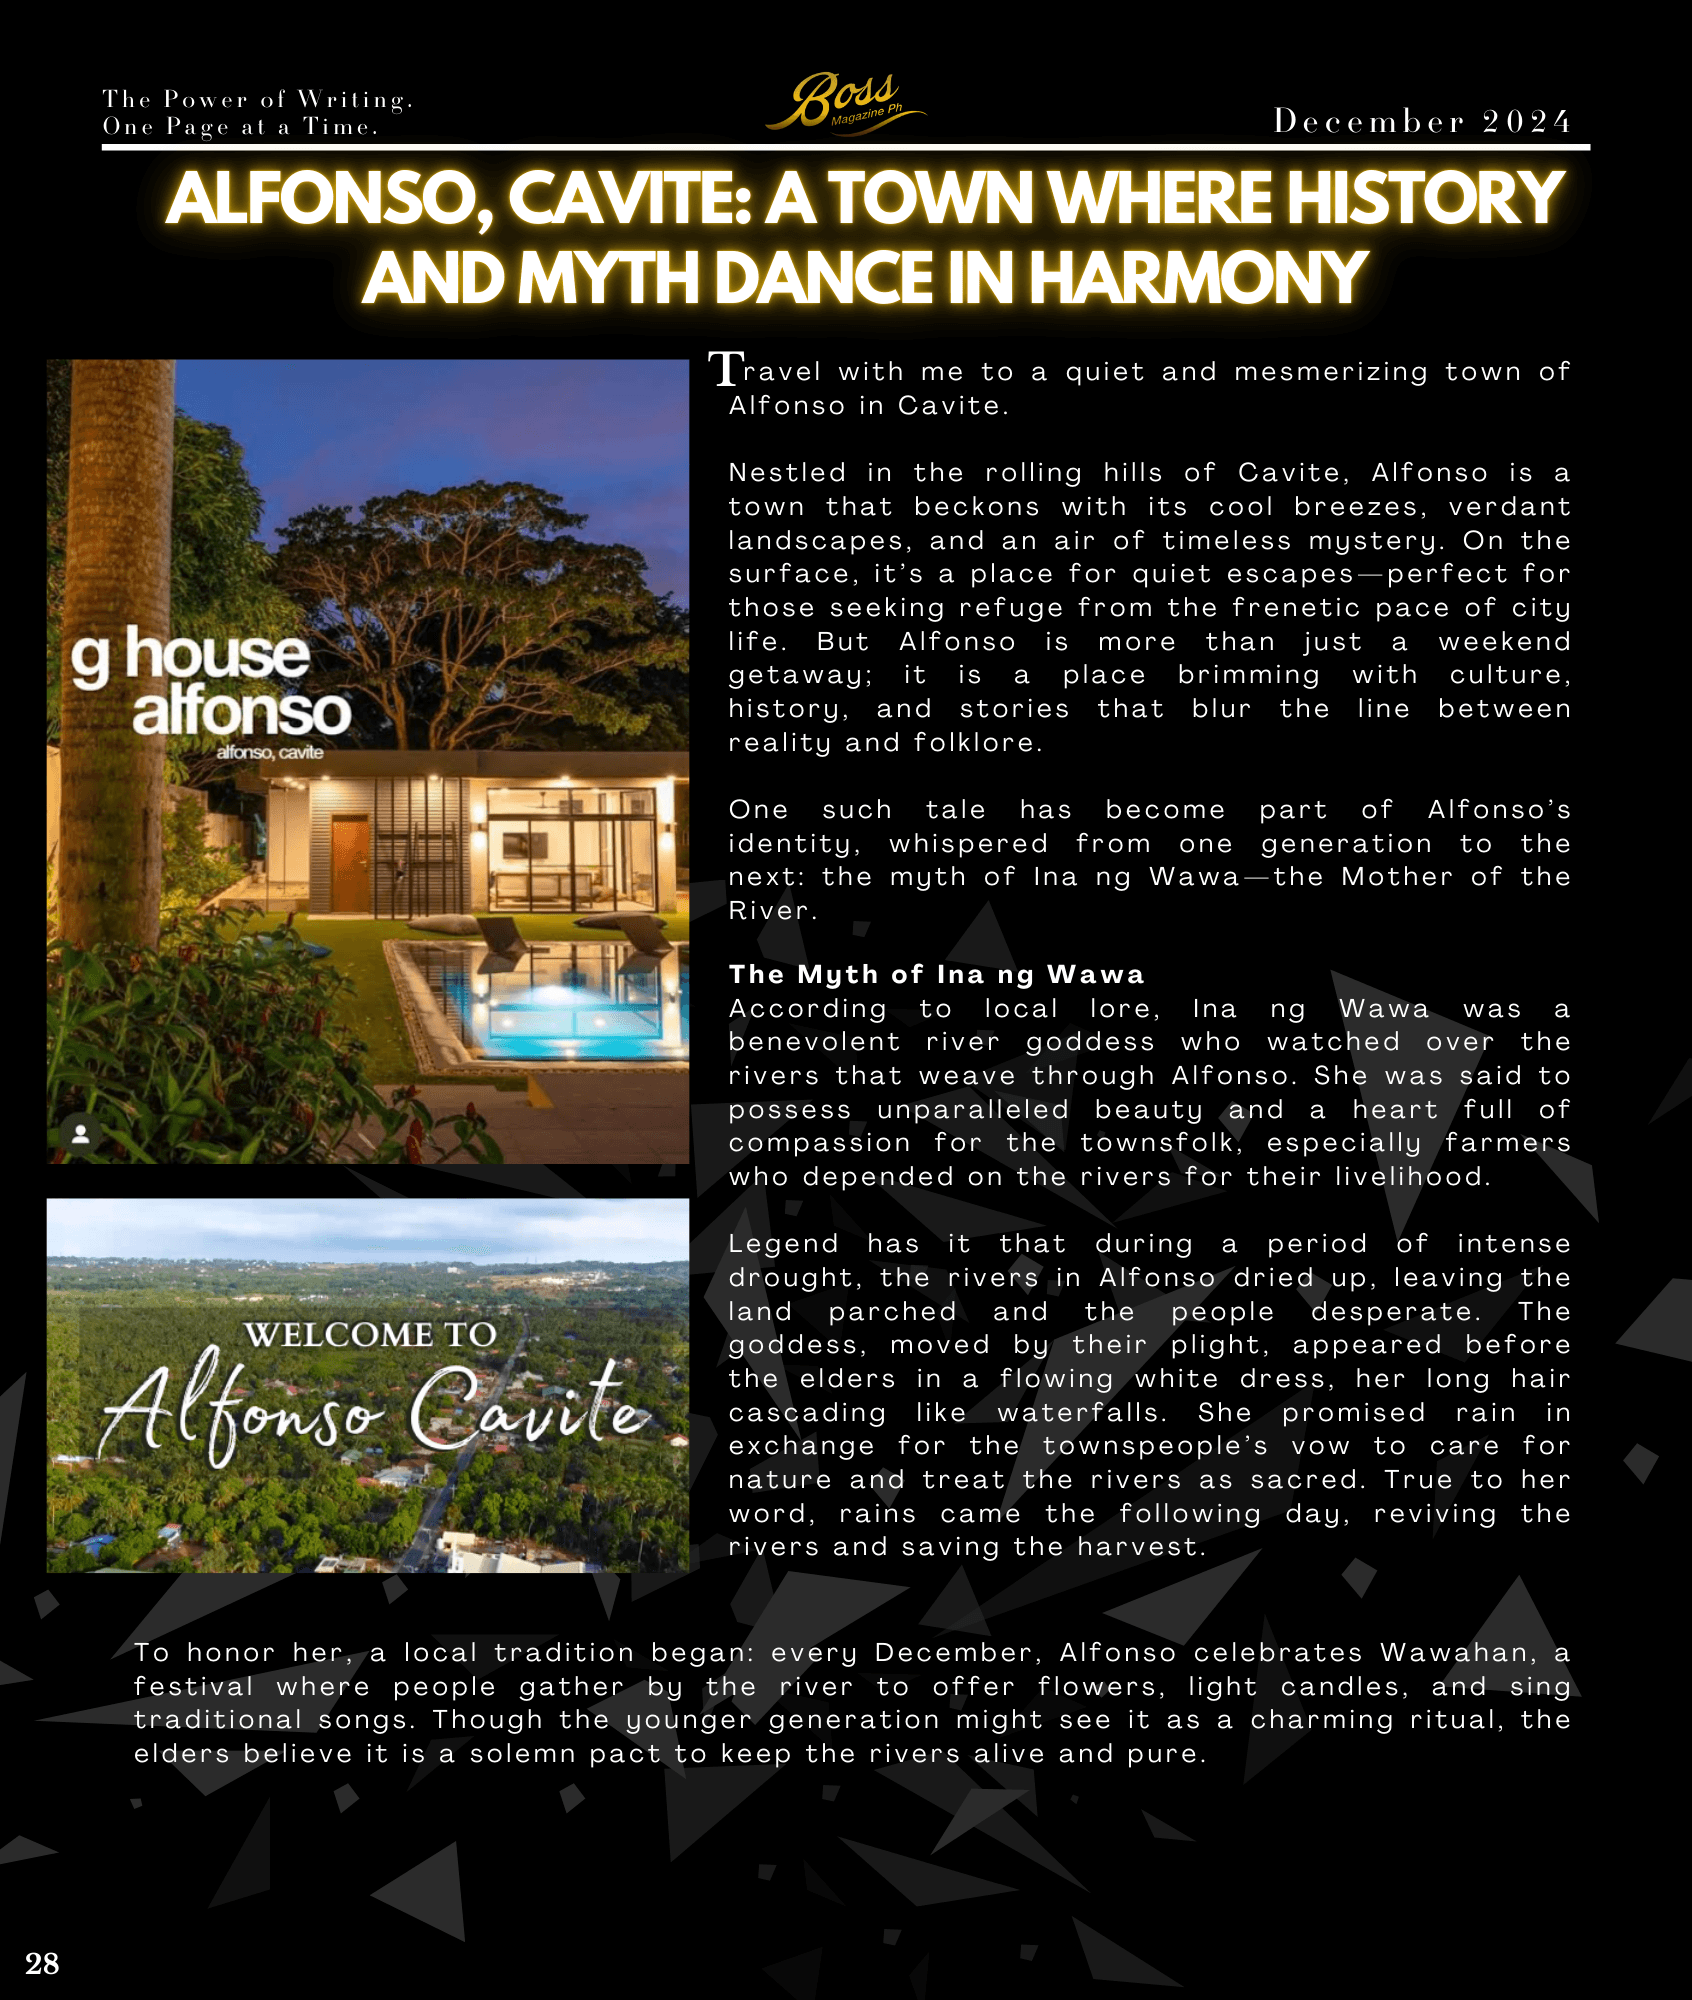 The Power of Writing.
One Page at a Time.
Boss
Magazine Ph
December 2024
ALFONSO, CAVITE: A TOWN WHERE HISTORY
AND MYTH DANCE IN HARMONY
g house
alfonso
alfonso, cavite
WELCOME TO
Alfonso Cavite
Travel with me to a quiet and mesmerizing town of
Alfonso in Cavite.
Nestled in the rolling hills of Cavite, Alfonso is a
town that beckons with its cool breezes, verdant
landscapes, and an air of timeless mystery. On the
surface, it’s a place for quiet escapes—perfect for
those seeking refuge from the frenetic pace of city
life. But Alfonso is more than just a weekend
getaway; it is a place brimming with culture,
history, and stories that blur the line between
reality and folklore.
One such tale has become part of Alfonso’s
identity, whispered from one generation to the
next: the myth of Ina ng Wawa—the Mother of the
River.
The Myth of Ina ng Wawa
According to local lore, Ina ng Wawa was a
benevolent river goddess who watched over the
rivers that weave through Alfonso. She was said to
possess unparalleled beauty and a heart full of
compassion for the townsfolk, especially farmers
who depended on the rivers for their livelihood.
Legend has it that during a period of intense
drought, the rivers in Alfonso dried up, leaving the
land parched and the people desperate. The
goddess, moved by their plight, appeared before
the elders in a flowing white dress, her long hair
cascading like waterfalls. She promised rain in
exchange for the townspeople’s vow to care for
nature and treat the rivers as sacred. True to her
word, rains came the following day, reviving the
rivers and saving the harvest.
To honor her, a local tradition began: every December, Alfonso celebrates Wawahan, a
festival where people gather by the river to offer flowers, light candles, and sing
traditional songs. Though the younger generation might see it as a charming ritual, the
elders believe it is a solemn pact to keep the rivers alive and pure.
28